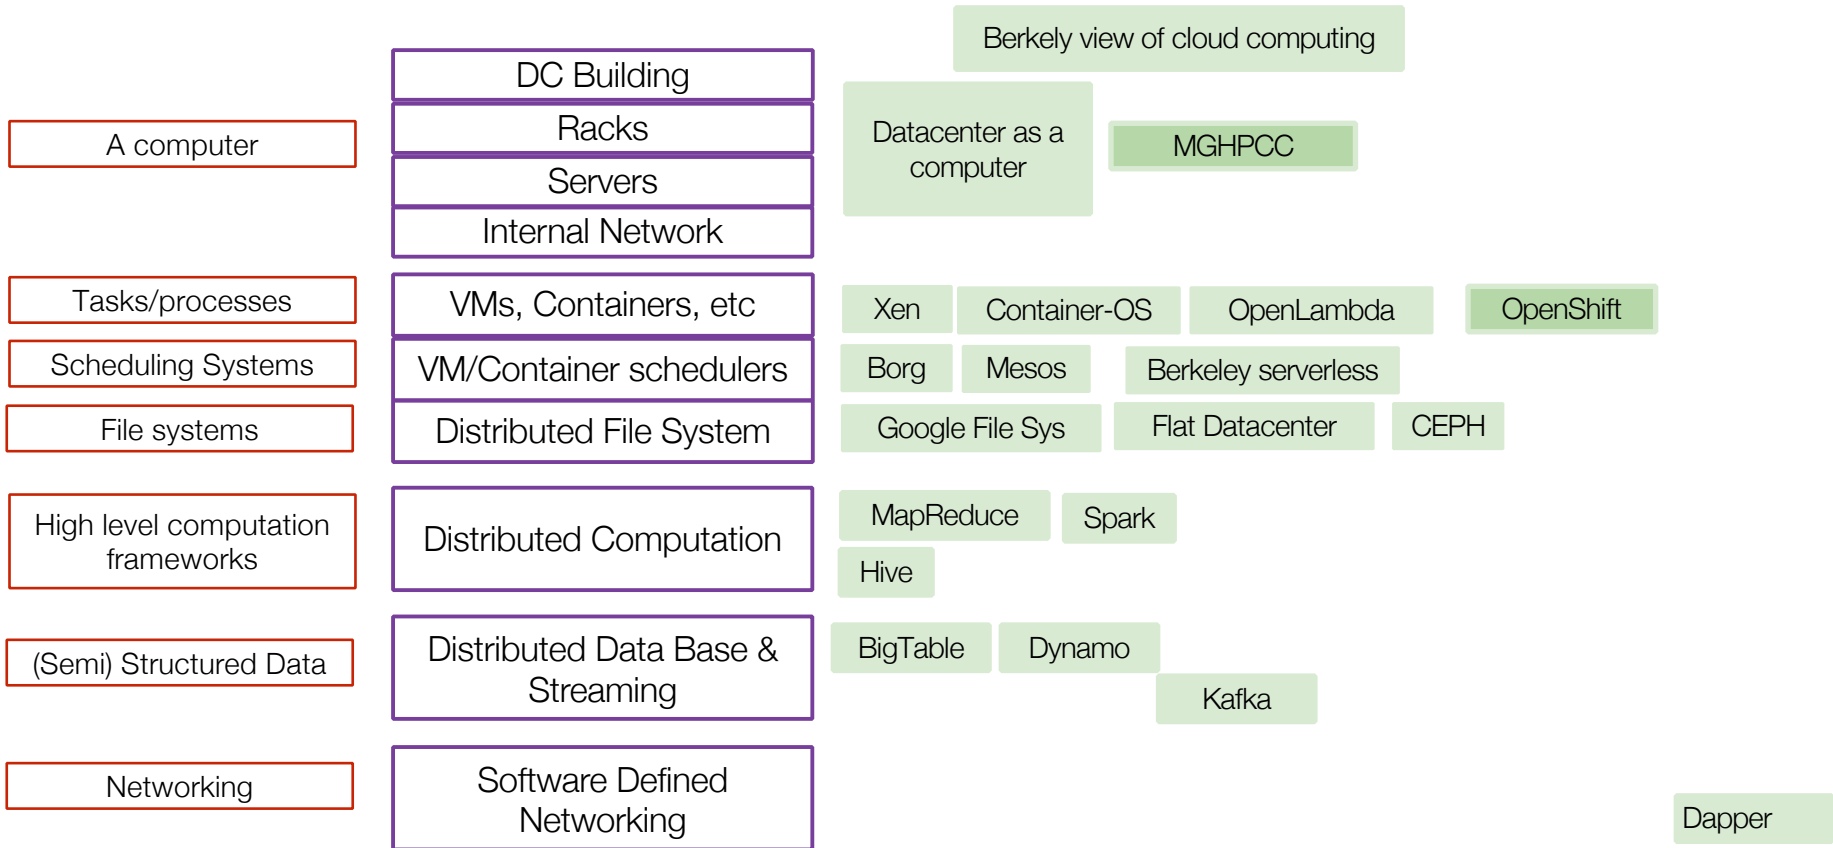 Berkely view of cloud computing
DC Building
A computer
Racks
Servers
Internal Network
Datacenter as a
computer
MGHPCC
Tasks/processes
VMs, Containers, etc
Xen
Container-OS
OpenLambda
OpenShift
Scheduling Systems
VM/Container schedulers
Borg
Mesos
Berkeley serverless
File systems
Distributed File System
Google File Sys
Flat Datacenter
CEPH
High level computation
frameworks
Distributed Computation
MapReduce
Spark
Hive
(Semi) Structured Data
Distributed Data Base &
Streaming
BigTable
Dynamo
Kafka
Networking
Software Defined
Networking
Dapper